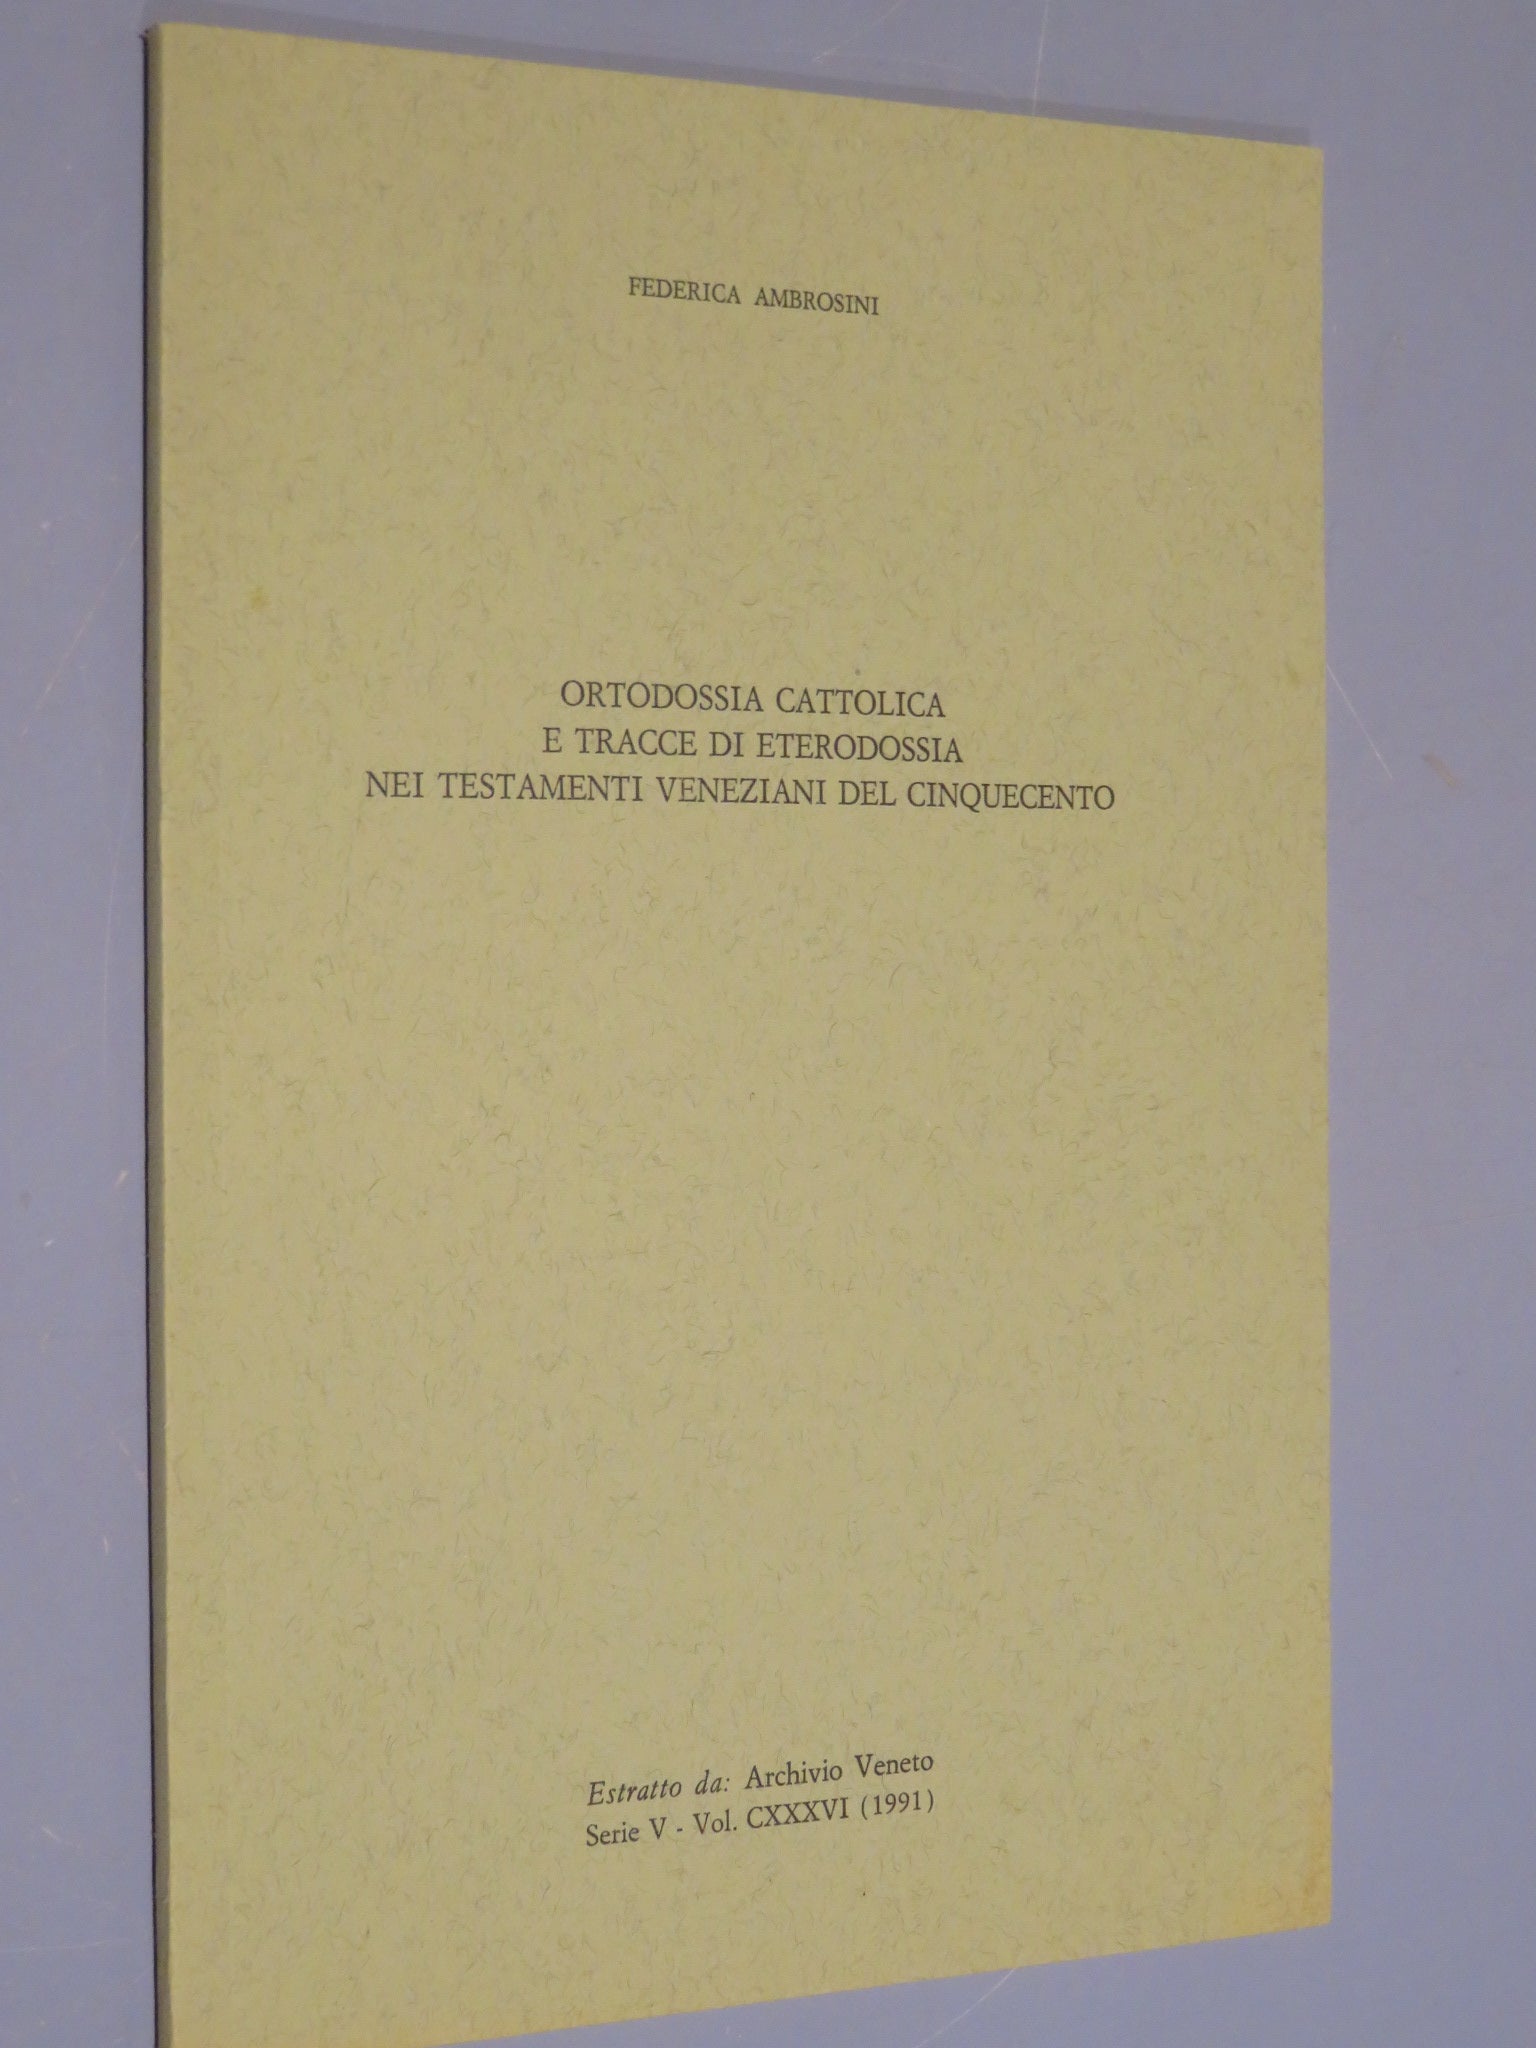 FEDERICA AMBROSINI
ORTODOSSIA CATTOLICA
E TRACCE DI ETERODOSSIA
NEI TESTAMENTI VENEZIANI DEL CINQUECENTO
Estratto da: Archivio Veneto
Serie V - Vol. CXXXVI (1991)